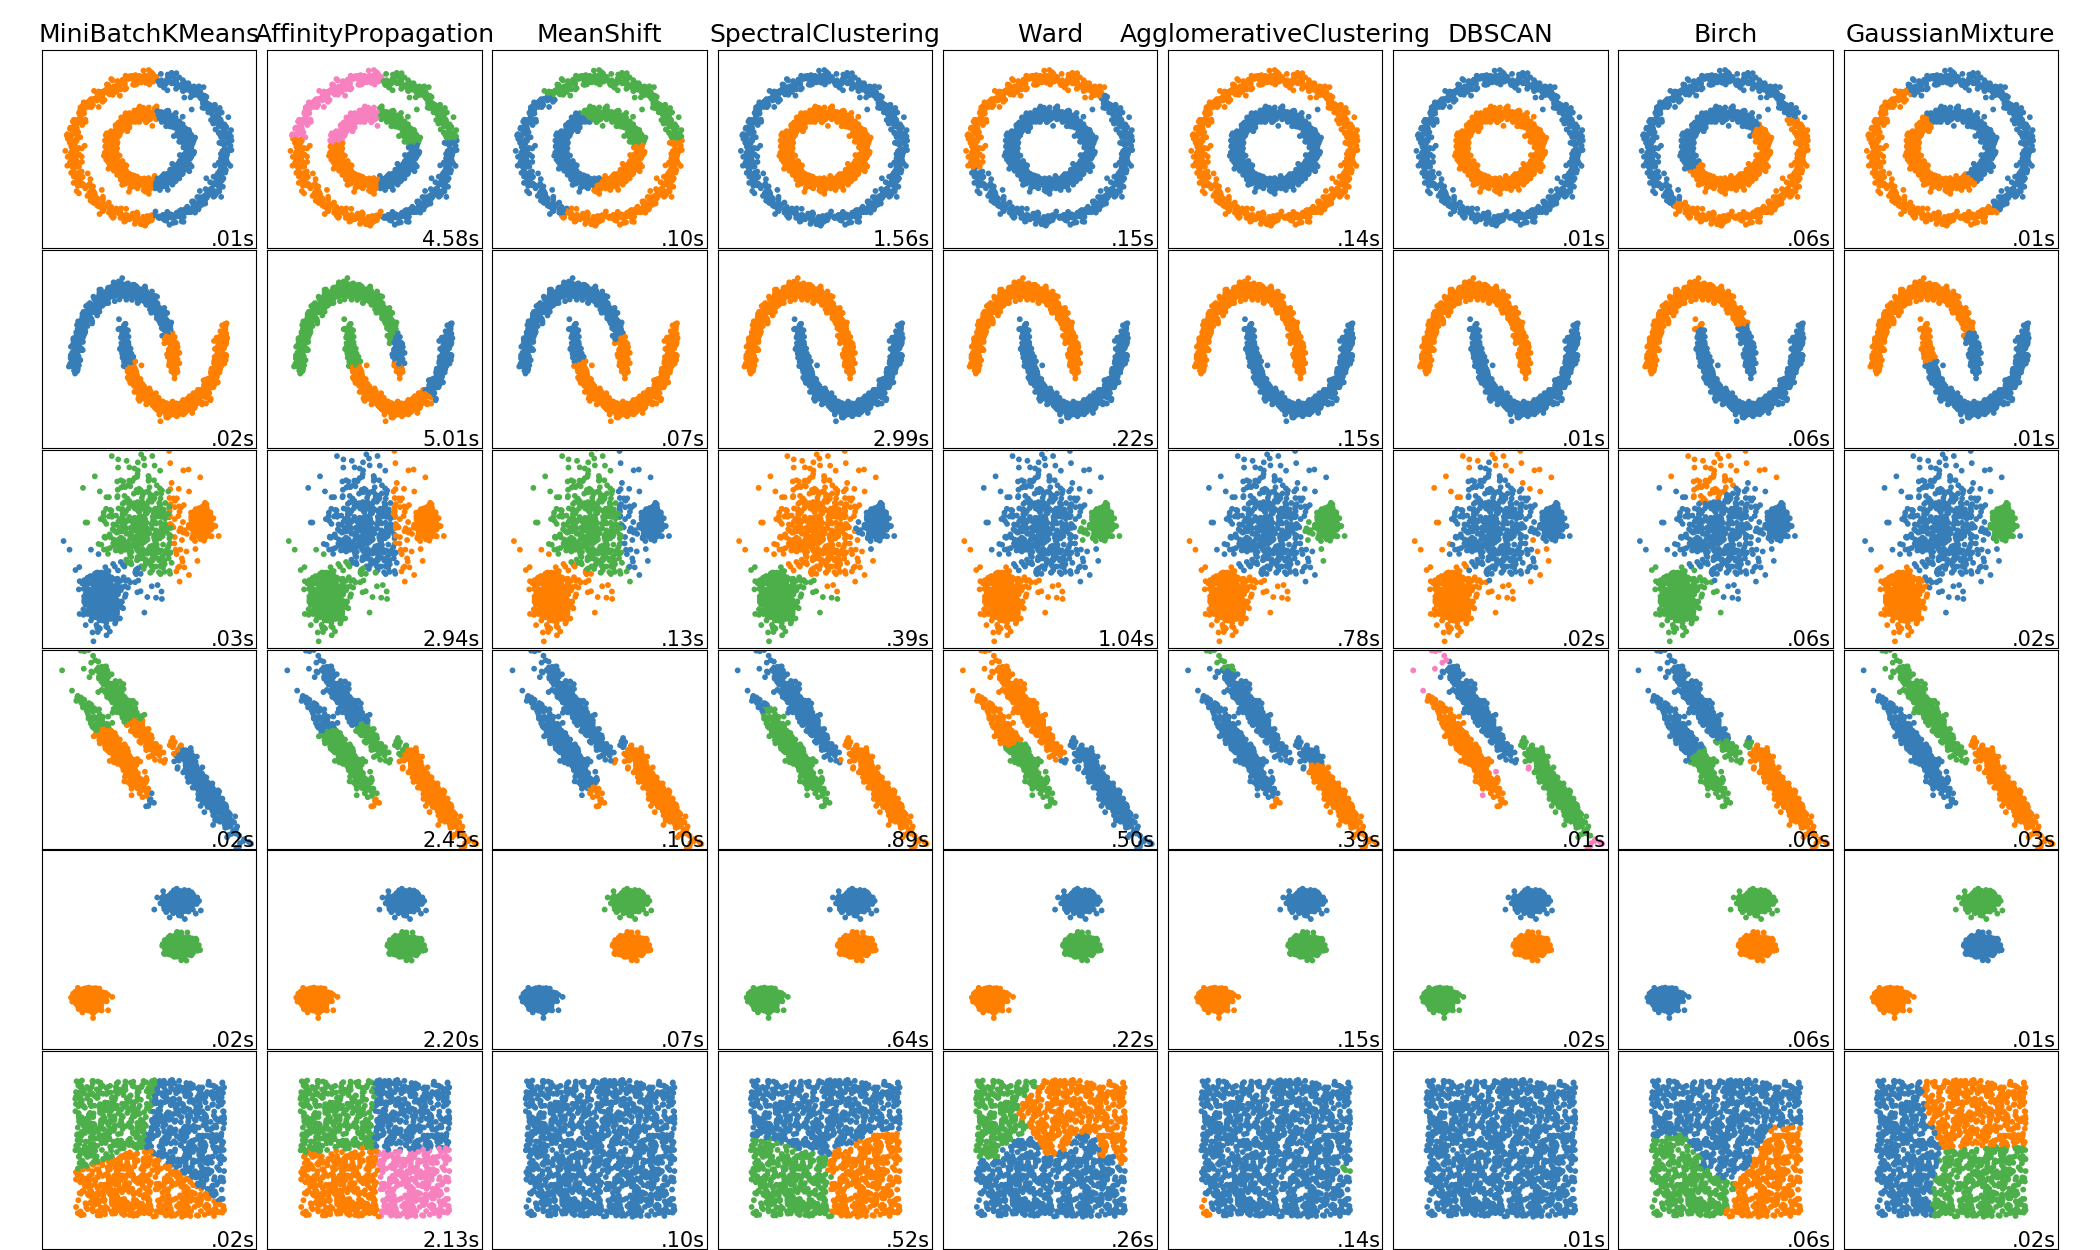 MiniBatchKMeans AffinityPropagation MeanShift SpectralClustering Ward AgglomerativeClustering DBSCAN Birch GaussianMixture
.01s 4.58s .10s 1.56s .15s .14s .01s .06s .01s
.02s 5.01s .07s 2.99s .22s .15s .01s .06s .01s
.03s 2.94s .13s .39s 1.04s .78s .02s .06s .02s
.02s 2.45s .10s .89s .50s .39s .01s .06s .03s
.02s 2.20s .07s .64s .22s .15s .02s .06s .01s
.02s 2.13s .10s .52s .26s .14s .01s .06s .02s